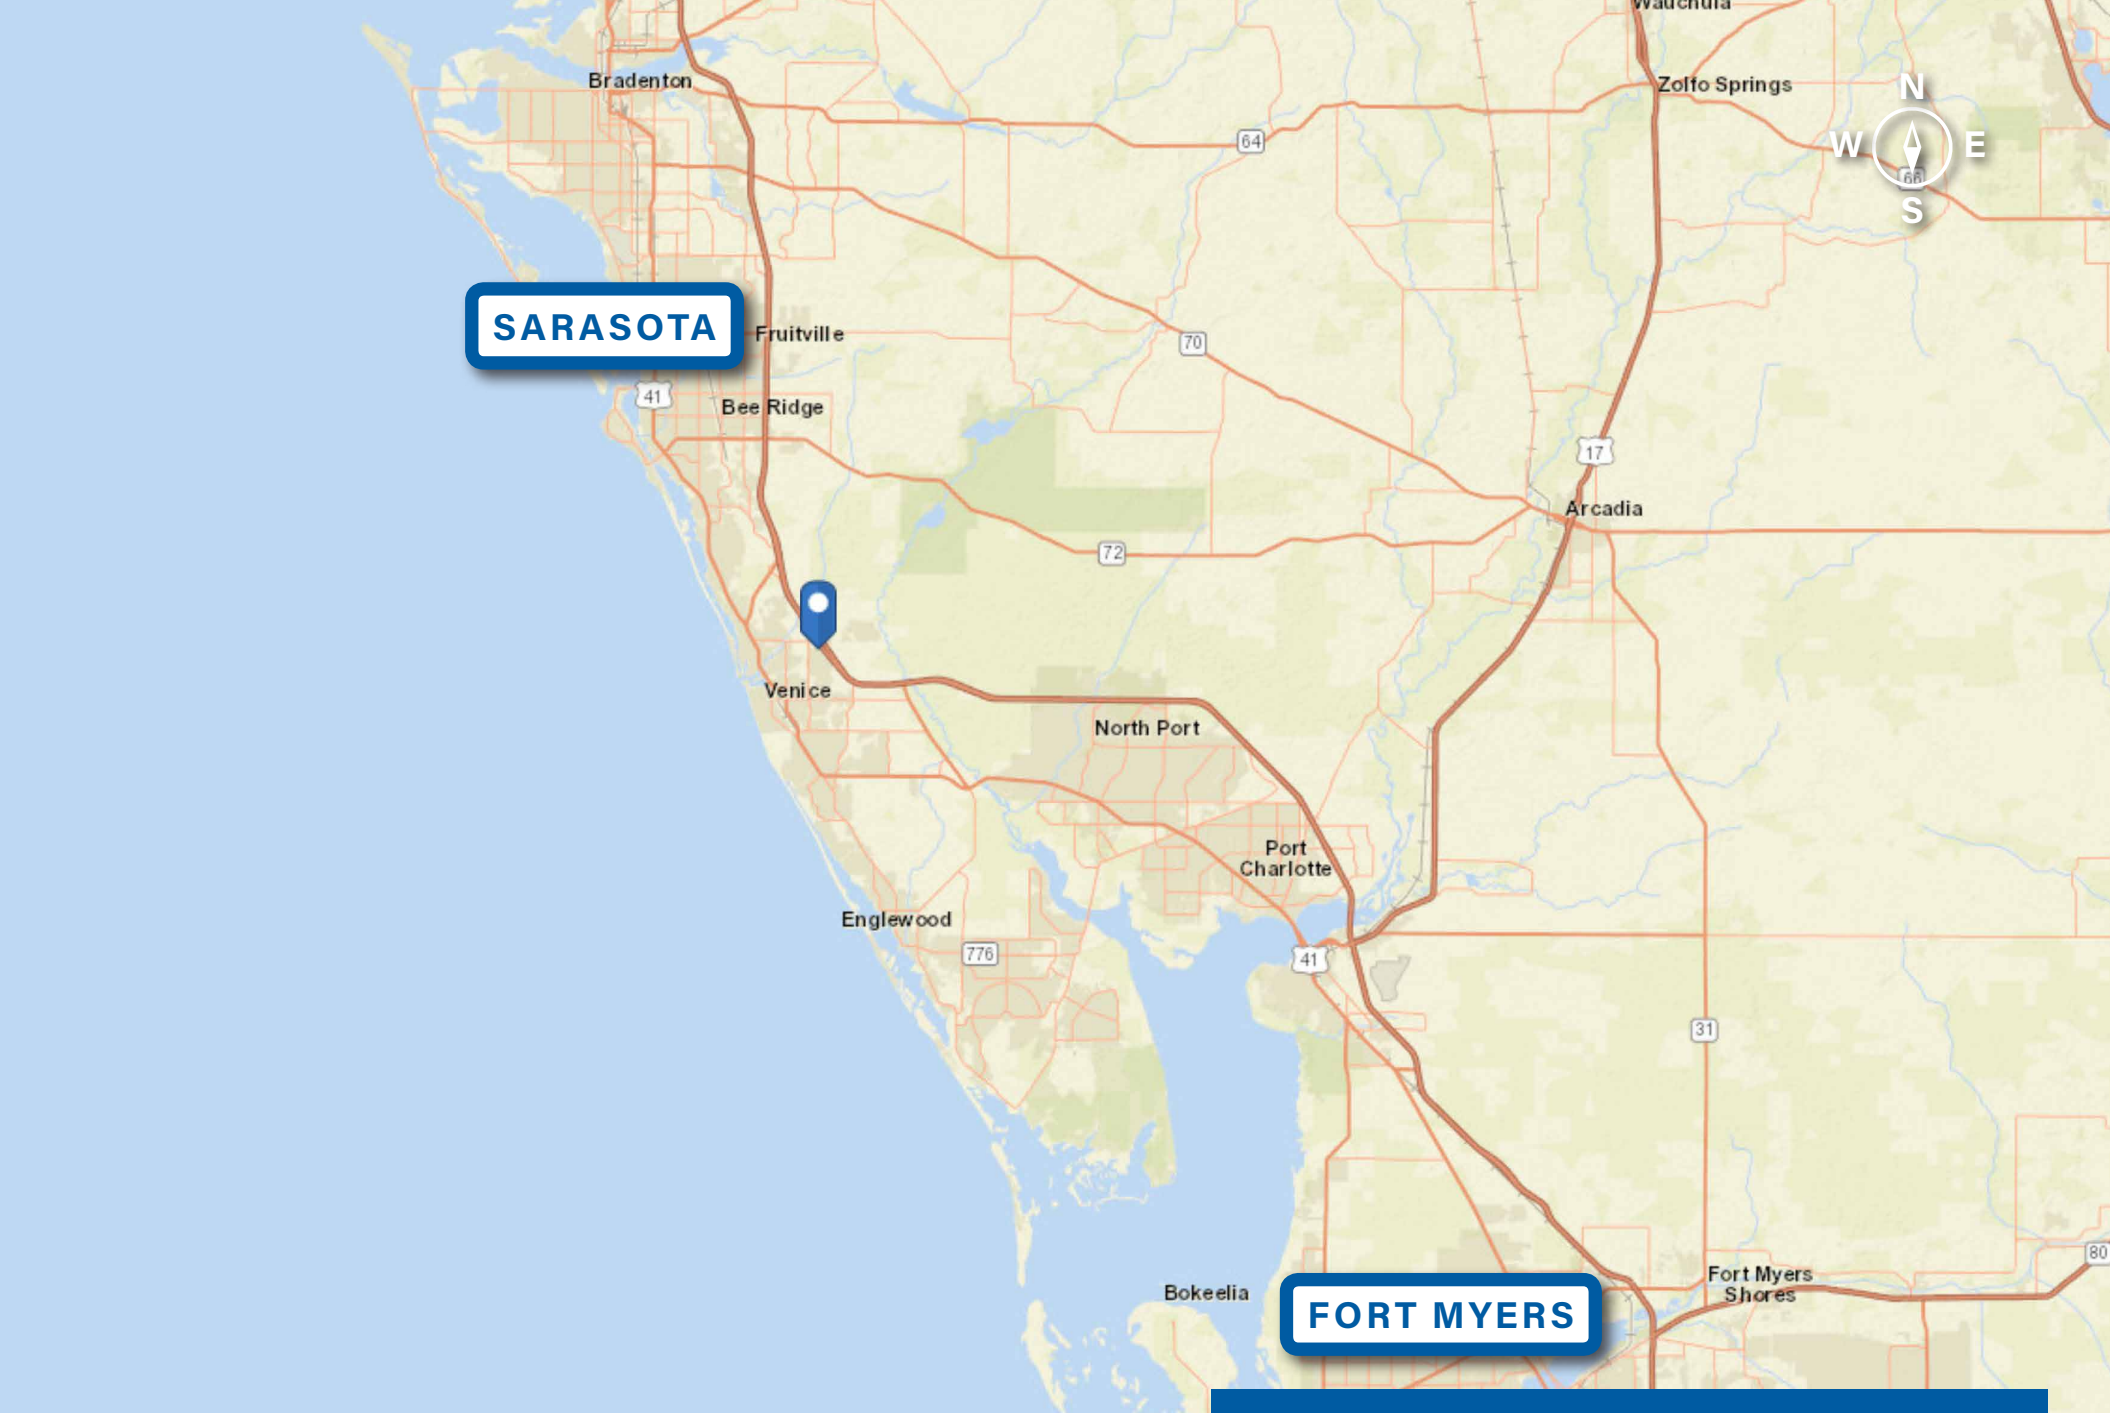 Wauchula
Bradenton
Zolfo Springs
N
W
E
66
S
64
SARASOTA
Fruitville
70
41
Bee Ridge
17
Arcadia
72
Venice
North Port
Port
Charlotte
Englewood
776
41
31
80
Fort Myers
Shores
Bokeelia
FORT MYERS